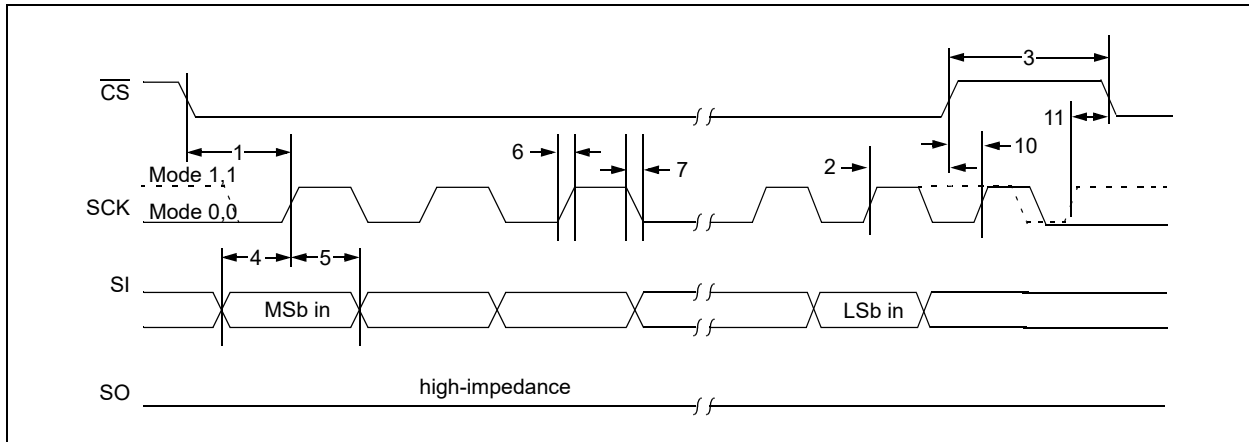 3
CS
11
1
6
7
2
10
Mode 1,1
SCK
Mode 0,0
4
5
SI
MSb in
LSb in
SO
high-impedance